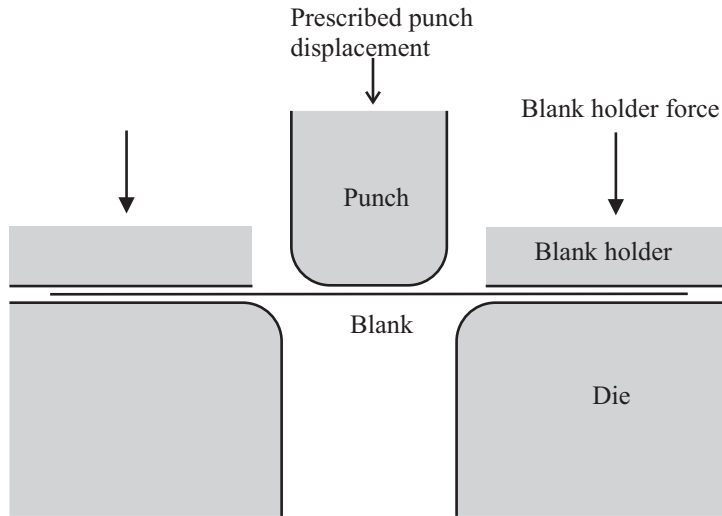 Prescribed punch
displacement
Blank holder force
Punch
Blank holder
Blank
Die